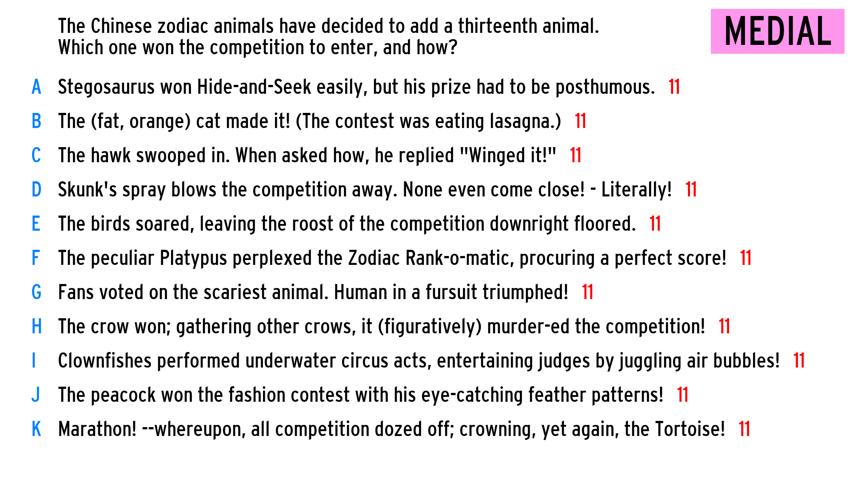 The Chinese zodiac animals have decided to add a thirteenth animal.
Which one won the competition to enter, and how?
MEDIAL
A Stegosaurus won Hide-and-Seek easily, but his prize had to be posthumous. 11
B The (fat, orange) cat made it! (The contest was eating lasagna.) 11
C The hawk swooped in. When asked how, he replied "Winged it!" 11
D Skunk's spray blows the competition away. None even come close! - Literally! 11
E The birds soared, leaving the roost of the competition downright floored. 11
F The peculiar Platypus perplexed the Zodiac Rank-o-matic, procuring a perfect score! 11
G Fans voted on the scariest animal. Human in a fursuit triumphed! 11
H The crow won; gathering other crows, it (figuratively) murder-ed the competition! 11
I Clownfishes performed underwater circus acts, entertaining judges by juggling air bubbles! 11
J The peacock won the fashion contest with his eye-catching feather patterns! 11
K Marathon! --whereupon, all competition dozed off; crowning, yet again, the Tortoise! 11